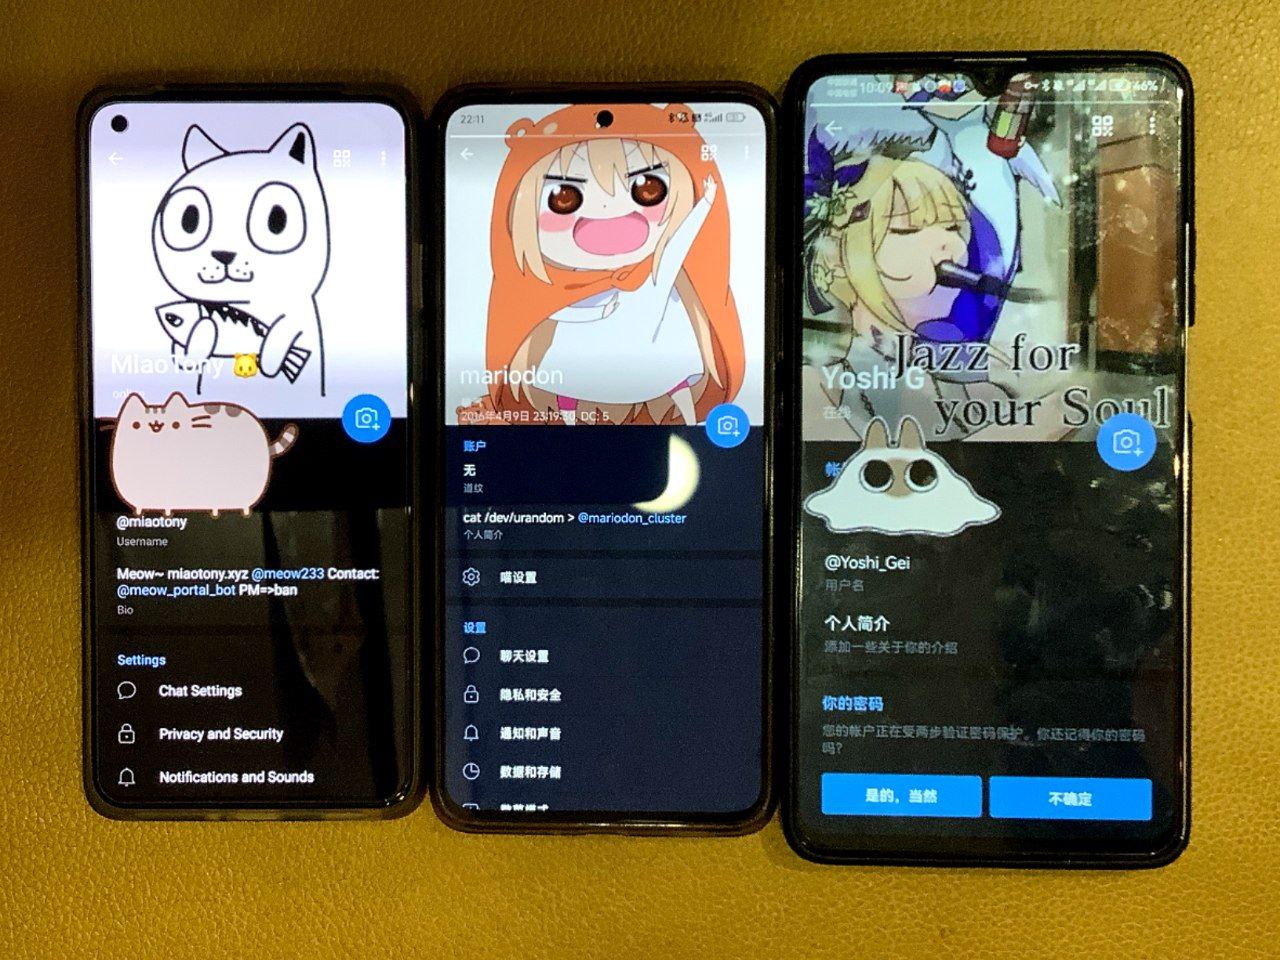 MiaoTony
@miaotony
Username
Meow~ miaotony.xyz @meow233 Contact:
@meow_portal_bot PM=>ban
Bio
Settings
Chat Settings
Privacy and Security
Notifications and Sounds
22:11
mariodon
2016年4月9日 23:19:30, DC: 5
账户
无
道纹
cat /dev/urandom > @mariodon_cluster
个人简介
喵设置
设置
聊天设置
隐私和安全
通知和声音
数据和存储
10:09
46%
Jazz for
your Soul
Yoshi G
在线
帐
@Yoshi_Gei
用户名
个人简介
添加一些关于你的介绍
你的密码
您的帐户正在受两步验证密码保护。你还记得你的密码
吗?
是的，当然
不确定